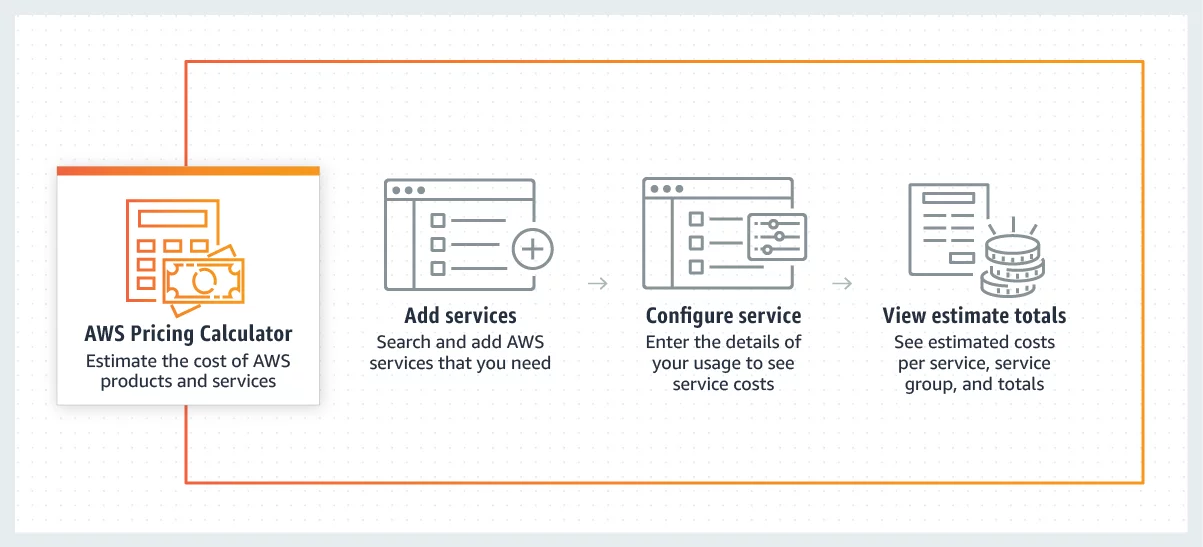 AWS Pricing Calculator
Estimate the cost of AWS
products and services
Add services
Search and add AWS
services that you need
Configure service
Enter the details of
your usage to see
service costs
View estimate totals
See estimated costs
per service, service
group, and totals